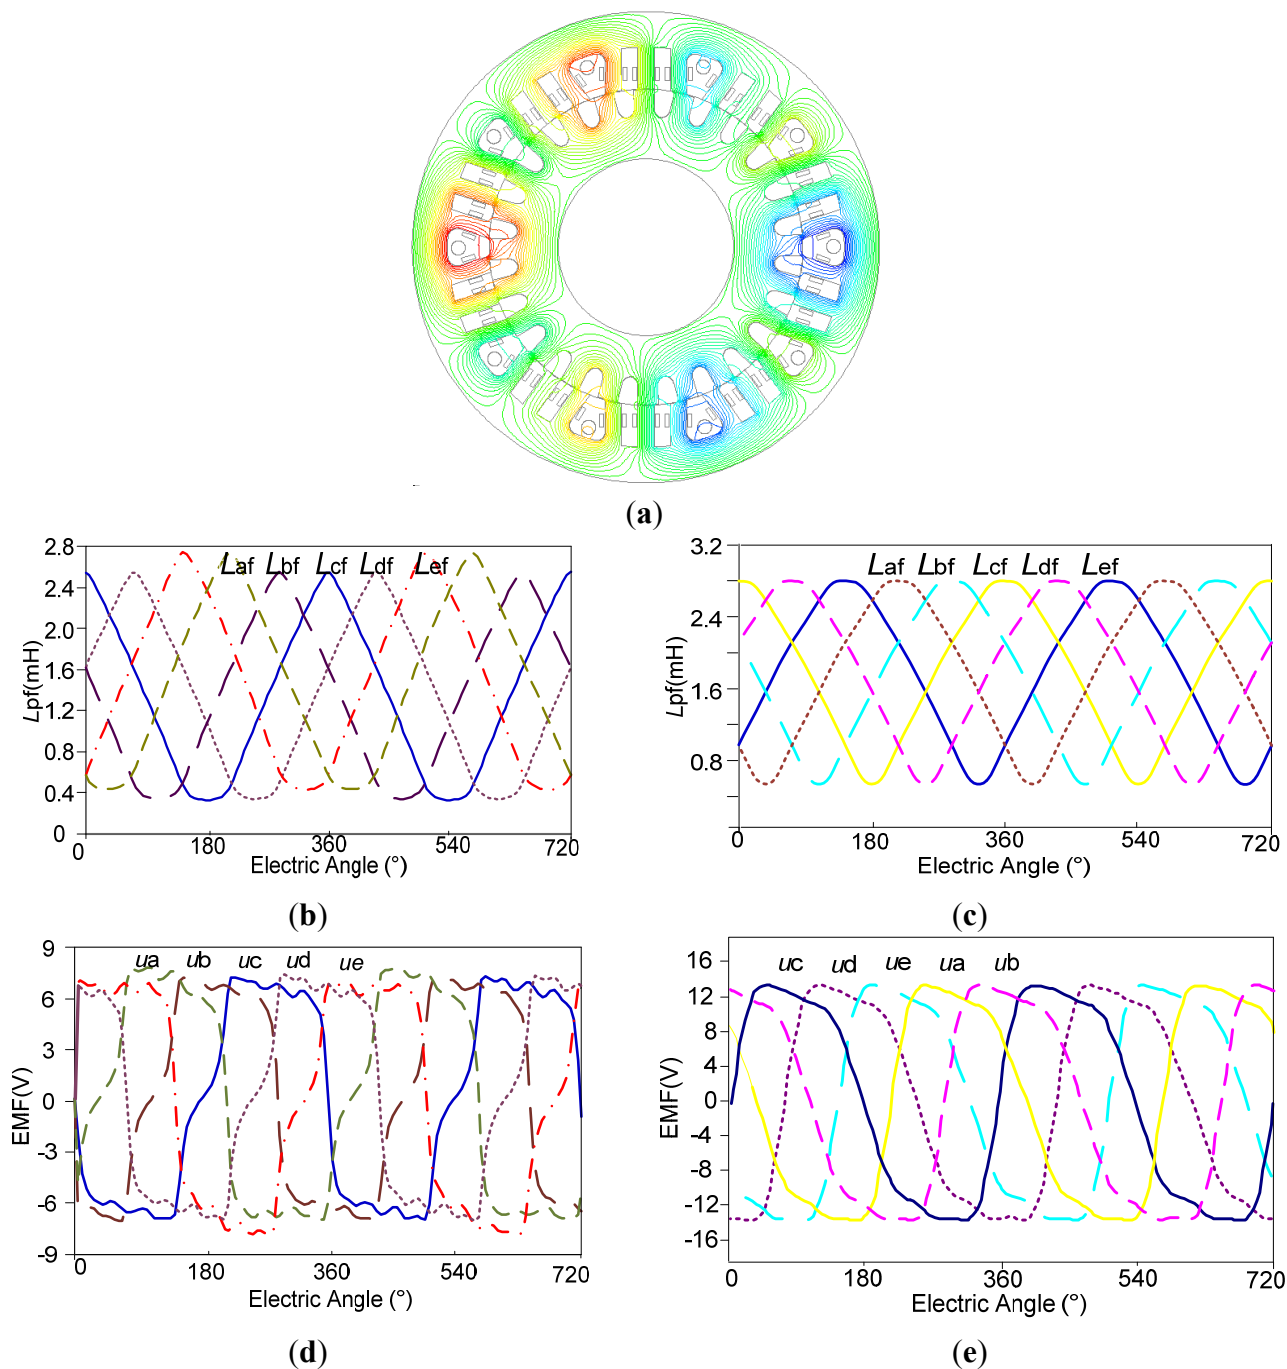 (a)
2.8
2.4
2.0
1.6
1.2
0.8
0.4
0
Lpf(mH)
Laf Lbf Lcf Ldf Lef
0 180 360 540 720
Electric Angle (°)
(b)
3.2
2.4
1.6
0.8
Lpf(mH)
Laf Lbf Lcf Ldf Lef
0 180 360 540 720
Electric Angle (°)
(c)
9
6
3
0
-3
-6
-9
EMF(V)
ua ub uc ud ue
0 180 360 540 720
Electric Angle (°)
(d)
16
12
8
4
0
-4
-8
-12
-16
EMF(V)
uc ud ue ua ub
0 180 360 540 720
Electric Angle (°)
(e)